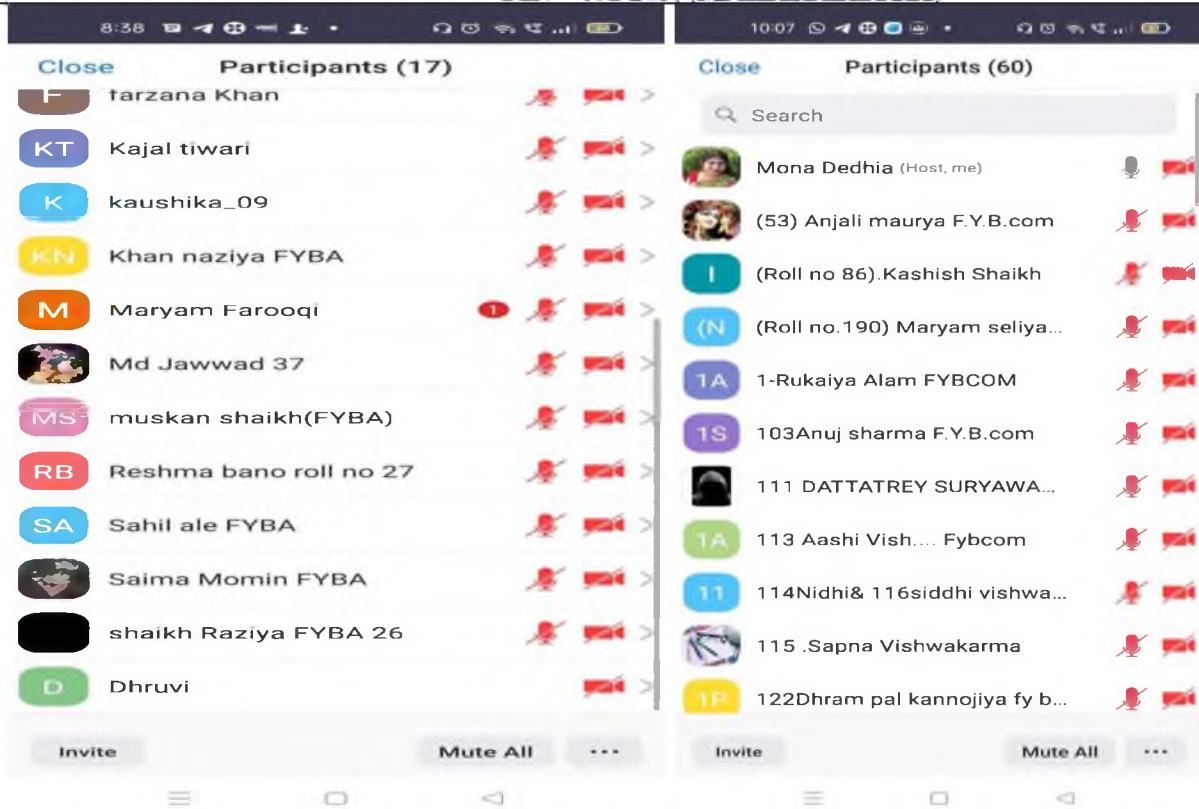 8:38
Close Participants (17)
F farzana Khan
KT Kajal tiwari
K kaushika_09
KN Khan naziya FYBA
M Maryam Farooqi 1
Md Jawwad 37
MS muskan shaikh(FYBA)
RB Reshma bano roll no 27
SA Sahil ale FYBA
Saima Momin FYBA
shaikh Raziya FYBA 26
D Dhruvi
Invite Mute All ...
10:07
Close Participants (60)
Search
Mona Dedhia (Host, me)
(53) Anjali maurya F.Y.B.com
I (Roll no 86).Kashish Shaikh
(N (Roll no.190) Maryam seliya...
1A 1-Rukaiya Alam FYBCOM
1S 103Anuj sharma F.Y.B.com
111 DATTATREY SURYAWA...
1A 113 Aashi Vish.... Fybcom
11 114Nidhi& 116siddhi vishwa...
115 .Sapna Vishwakarma
1P 122Dhram pal kannojiya fy b...
Invite Mute All ...